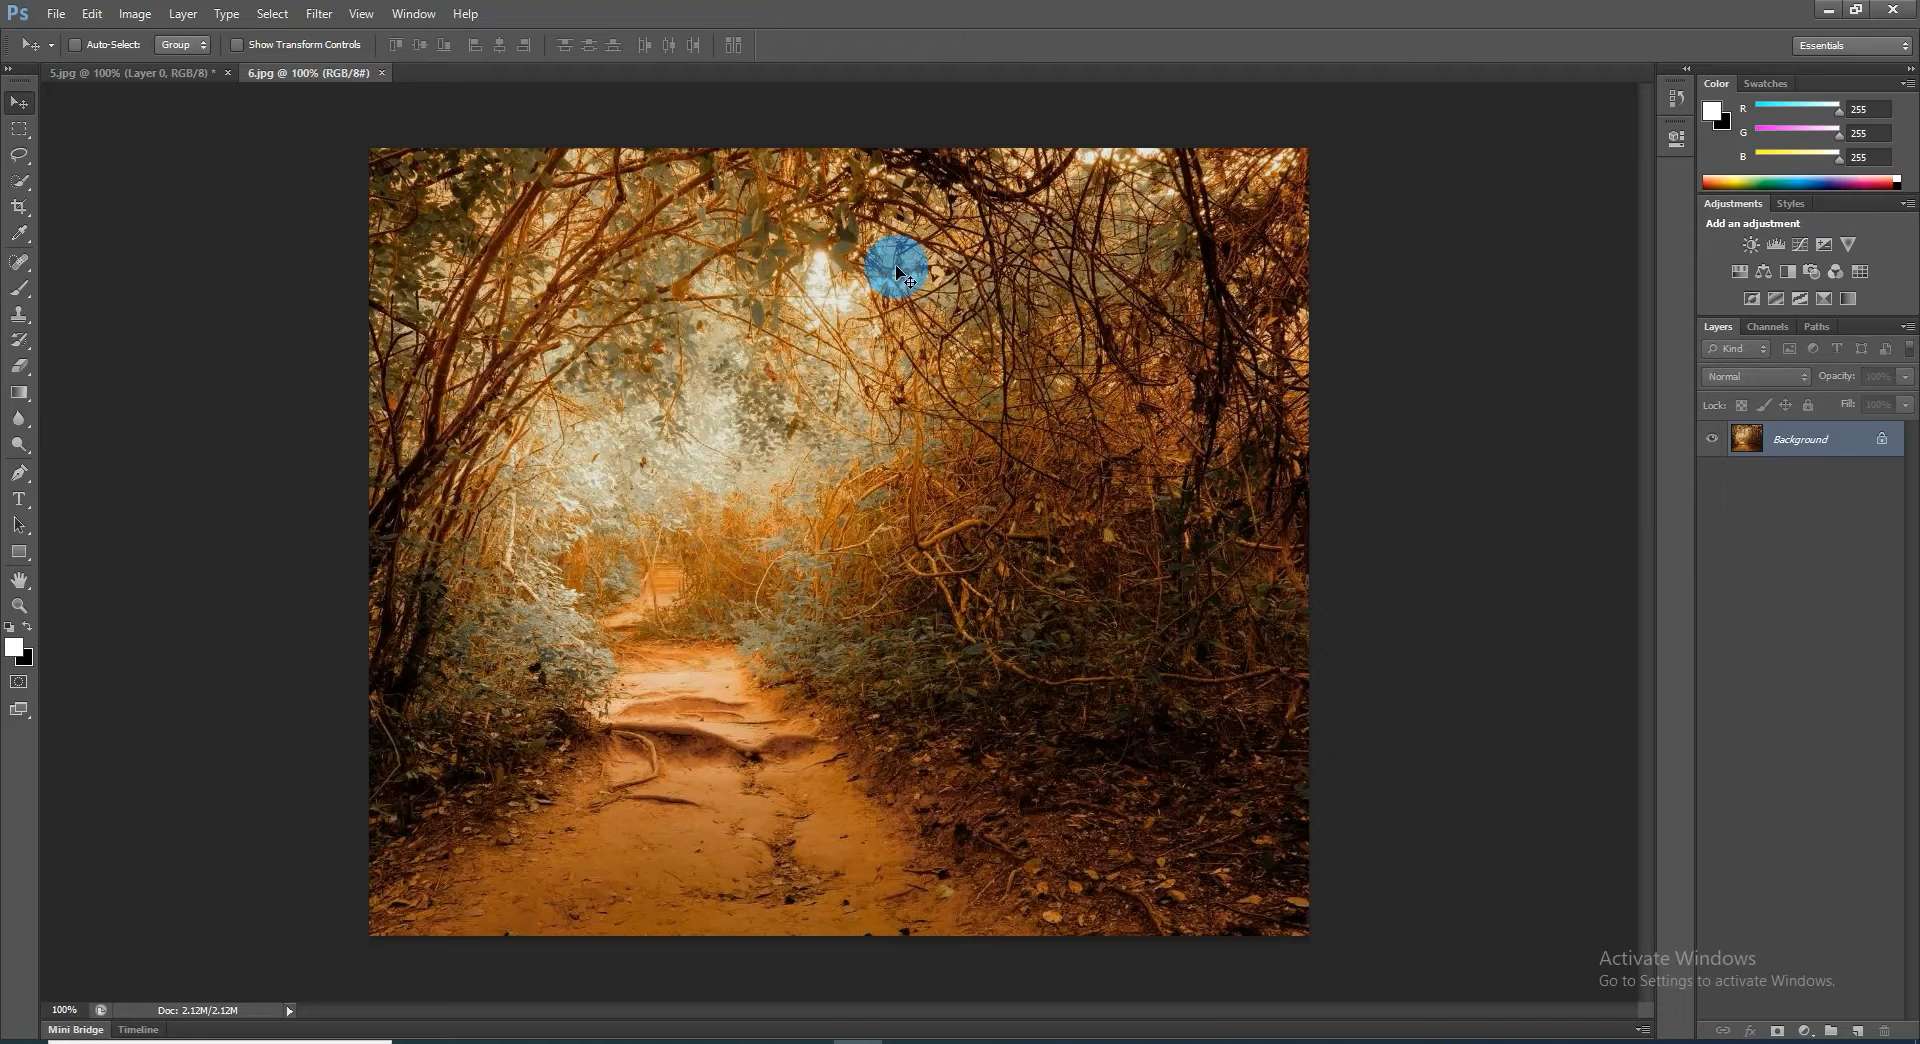 Ps File Edit Image Layer Type Select Filter View Window Help
Auto-Select: Group Show Transform Controls Essentials
5.jpg @ 100% (Layer 0, RGB/8) * × 6.jpg @ 100% (RGB/8#) ×
Color Swatches
R 255
G 255
B 255
Adjustments Styles
Add an adjustment
Layers Channels Paths
Kind
Normal Opacity: 100%
Lock: Fill: 100%
Background
Activate Windows
Go to Settings to activate Windows.
100% Doc: 2.12M/2.12M
Mini Bridge Timeline